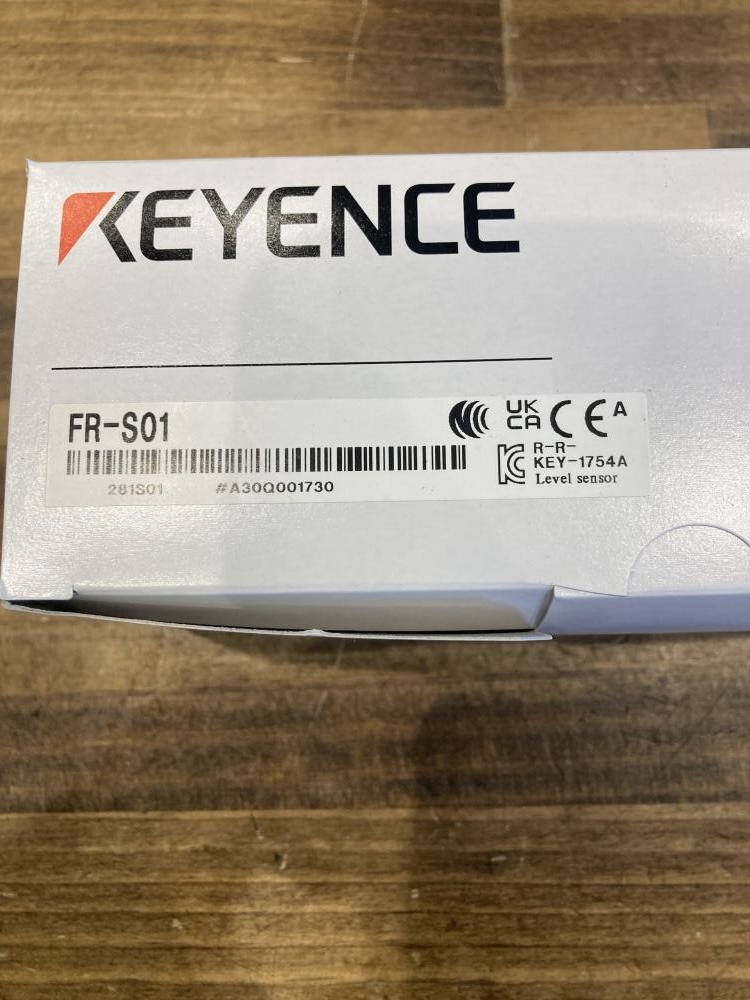 KEYENCE
FR-S01
UK
CA
CE A
R-R-
KEY-1754A
Level sensor
281S01 #A30Q001730